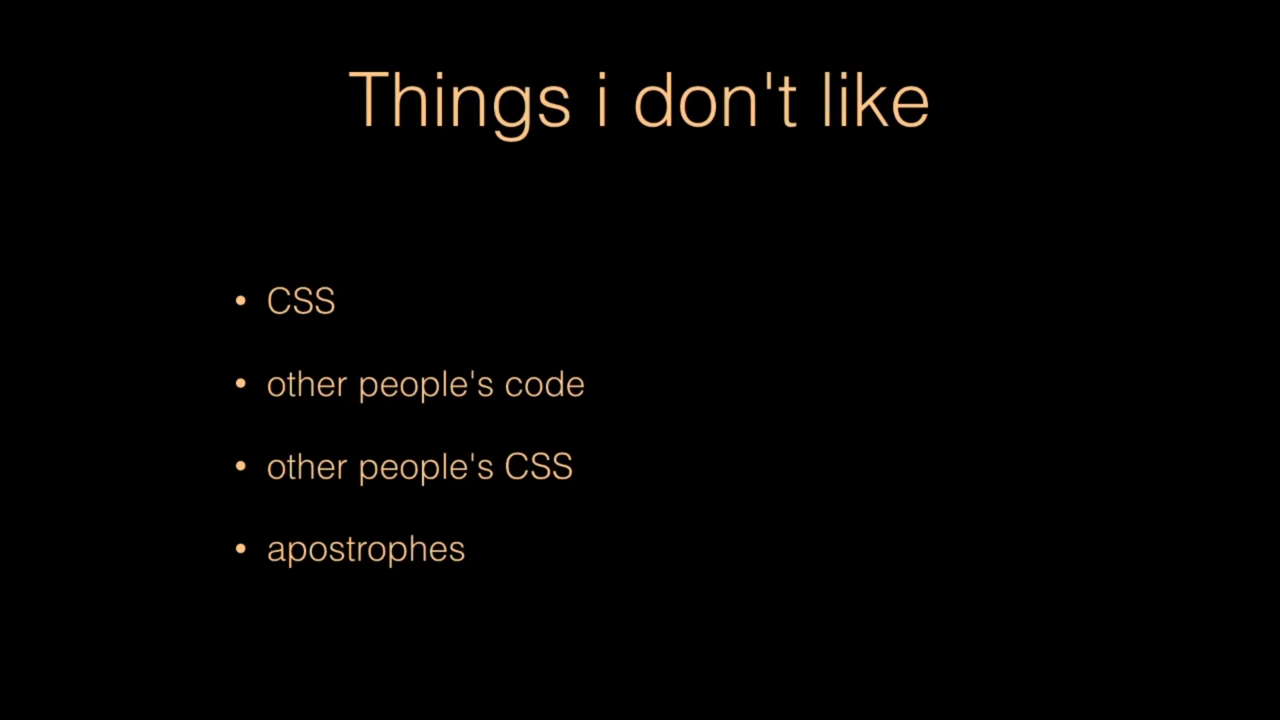 Things i don't like
• CSS
• other people's code
• other people's CSS
• apostrophes